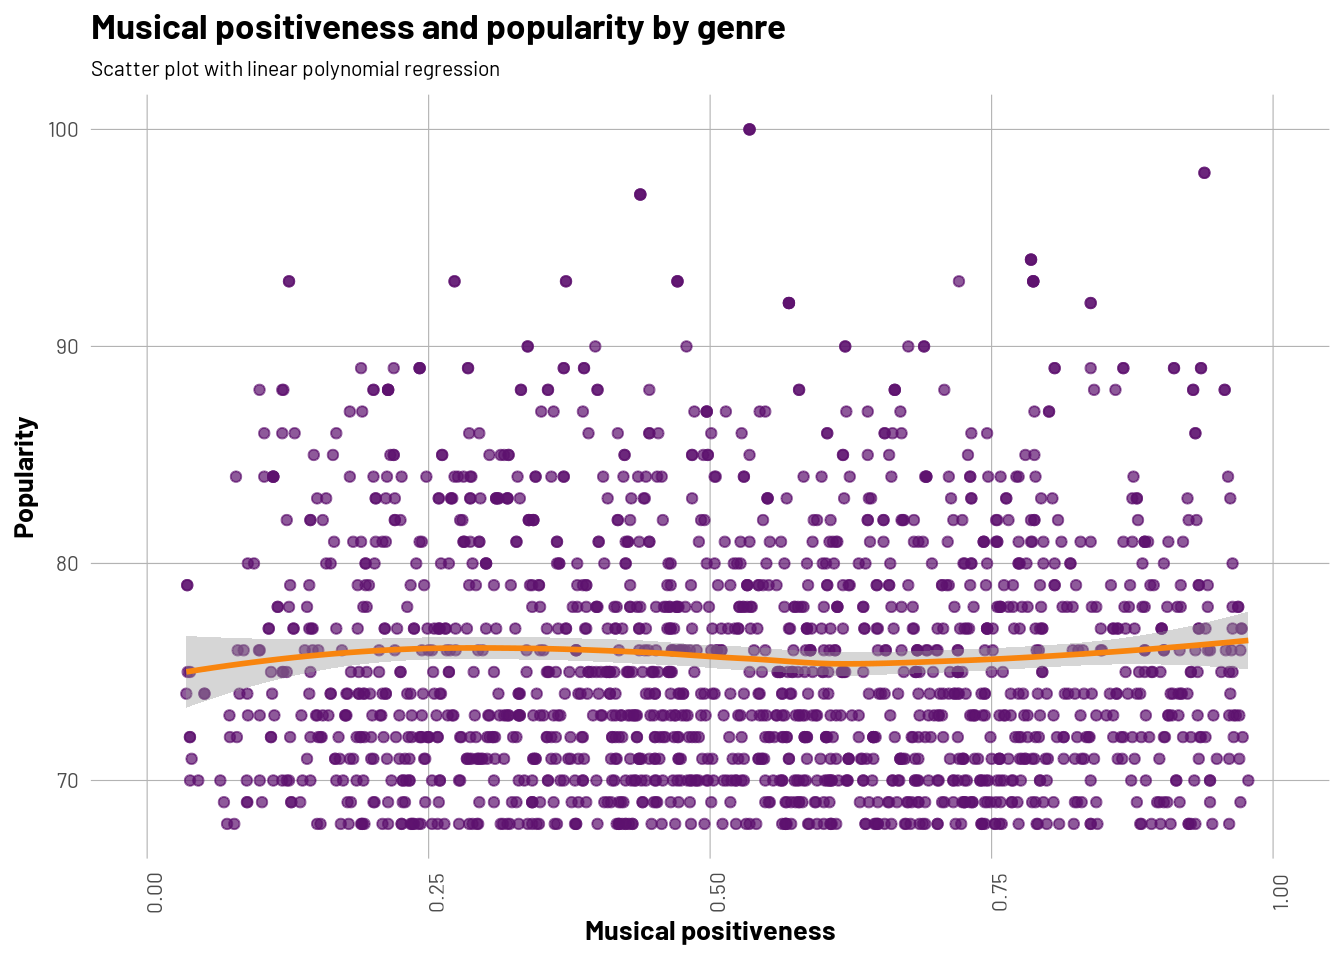 Musical positiveness and popularity by genre
Scatter plot with linear polynomial regression
100
90
80
70
Popularity
0.00
0.25
0.50
0.75
1.00
Musical positiveness